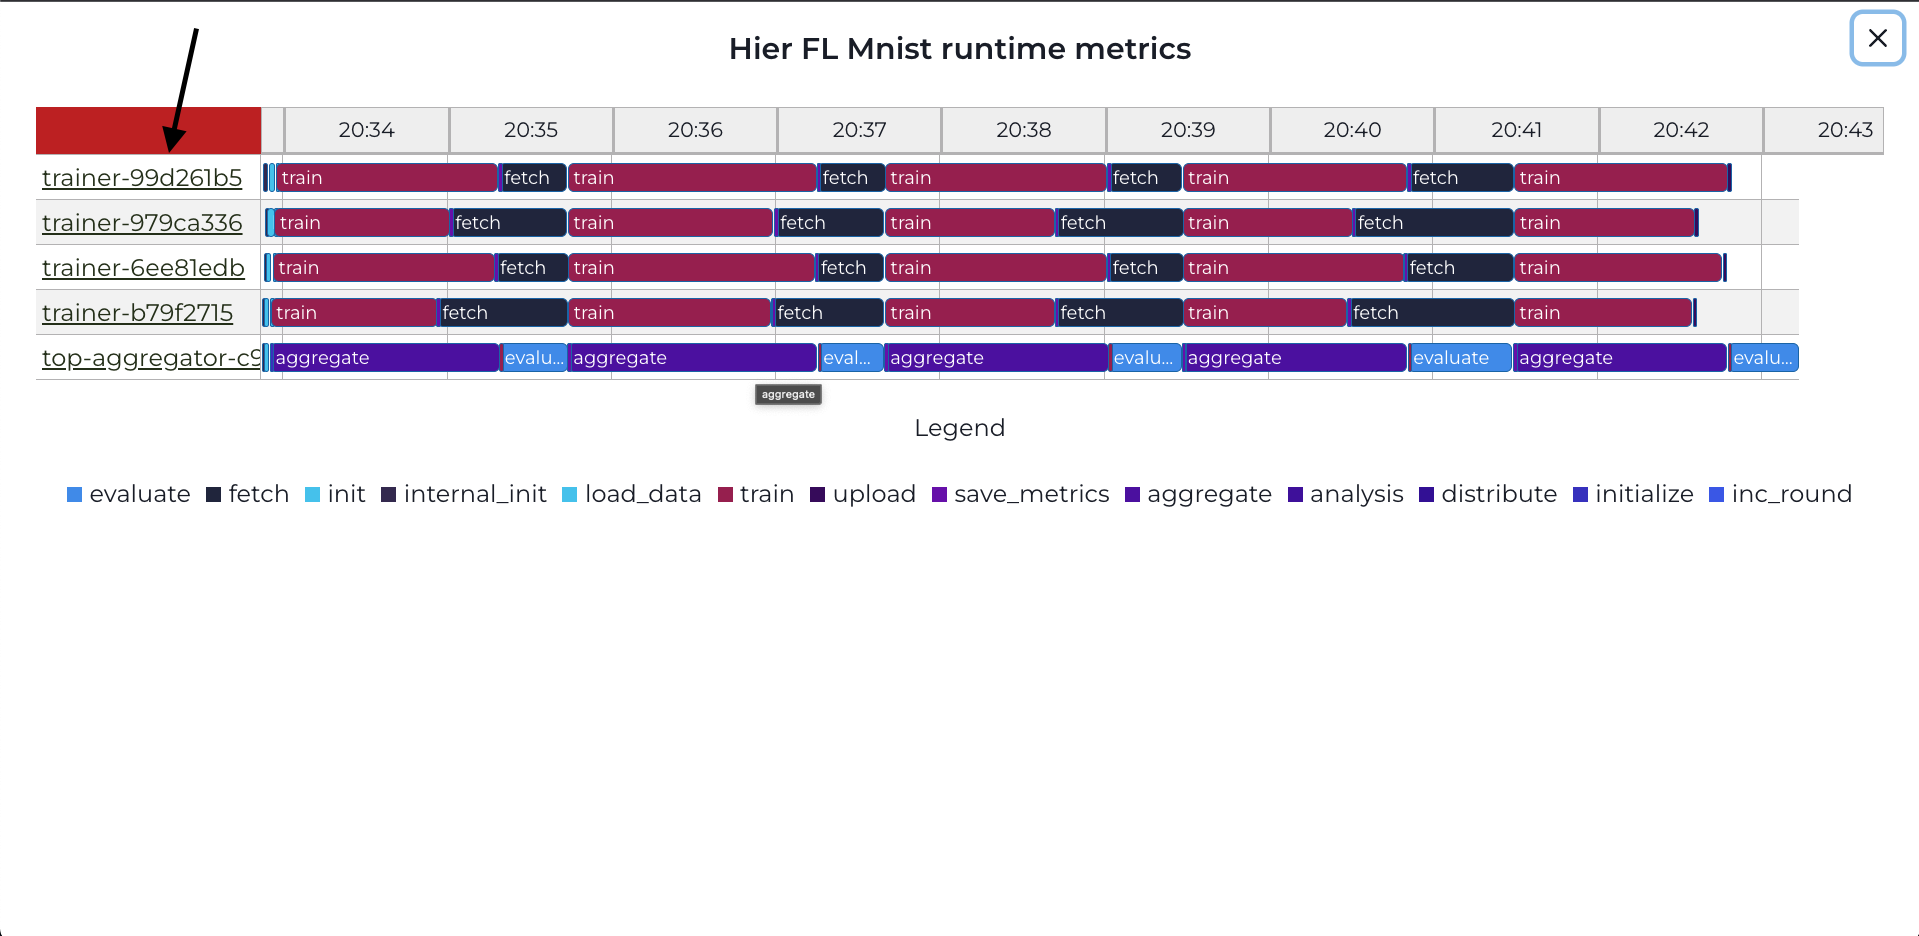 Hier FL Mnist runtime metrics
20:34 20:35 20:36 20:37 20:38 20:39 20:40 20:41 20:42 20:43
trainer-99d261b5 train fetch train fetch train fetch train fetch train
trainer-979ca336 train fetch train fetch train fetch train fetch train
trainer-6ee81edb train fetch train fetch train fetch train fetch train
trainer-b79f2715 train fetch train fetch train fetch train fetch train
top-aggregator-c9 aggregate evalu... aggregate eval... aggregate evalu... aggregate evaluate aggregate evalu...
aggregate
Legend
evaluate fetch init internal_init load_data train upload save_metrics aggregate analysis distribute initialize inc_round